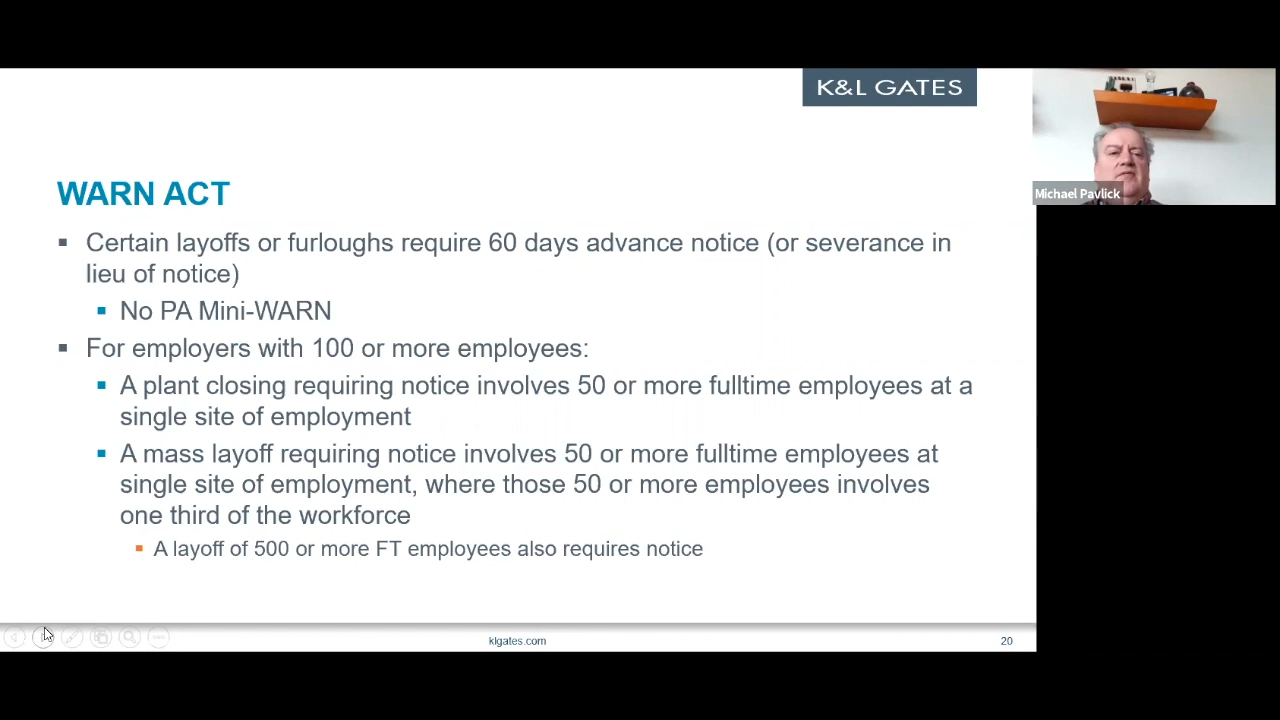 K&L GATES
Michael Pavlick
WARN ACT
▪ Certain layoffs or furloughs require 60 days advance notice (or severance in
lieu of notice)
▪ No PA Mini-WARN
▪ For employers with 100 or more employees:
▪ A plant closing requiring notice involves 50 or more fulltime employees at a
single site of employment
▪ A mass layoff requiring notice involves 50 or more fulltime employees at
single site of employment, where those 50 or more employees involves
one third of the workforce
▪ A layoff of 500 or more FT employees also requires notice
klgates.com
20